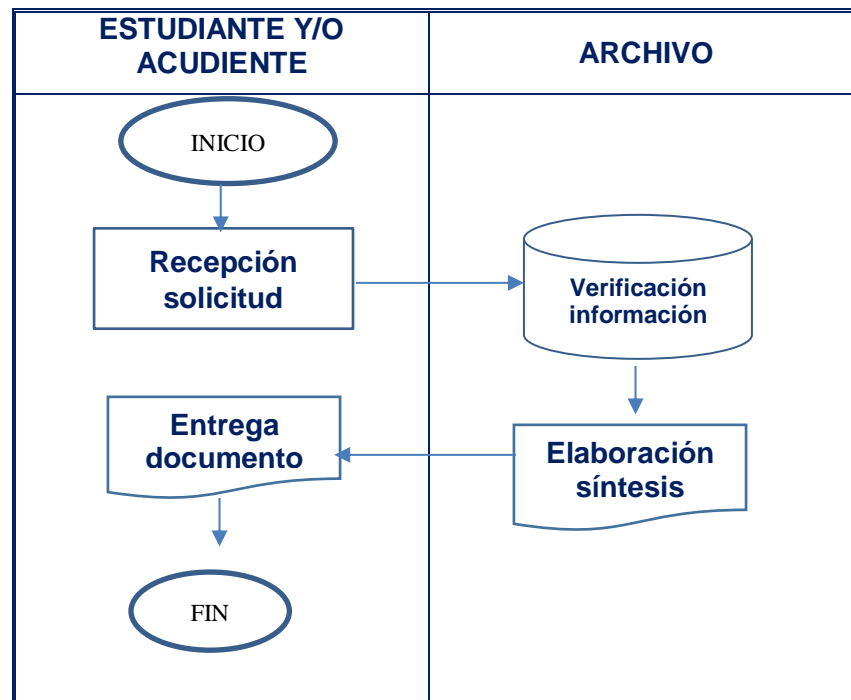 ESTUDIANTE Y/O
ACUDIENTE
ARCHIVO
INICIO
Recepción
solicitud
Verificación
información
Entrega
documento
Elaboración
síntesis
FIN